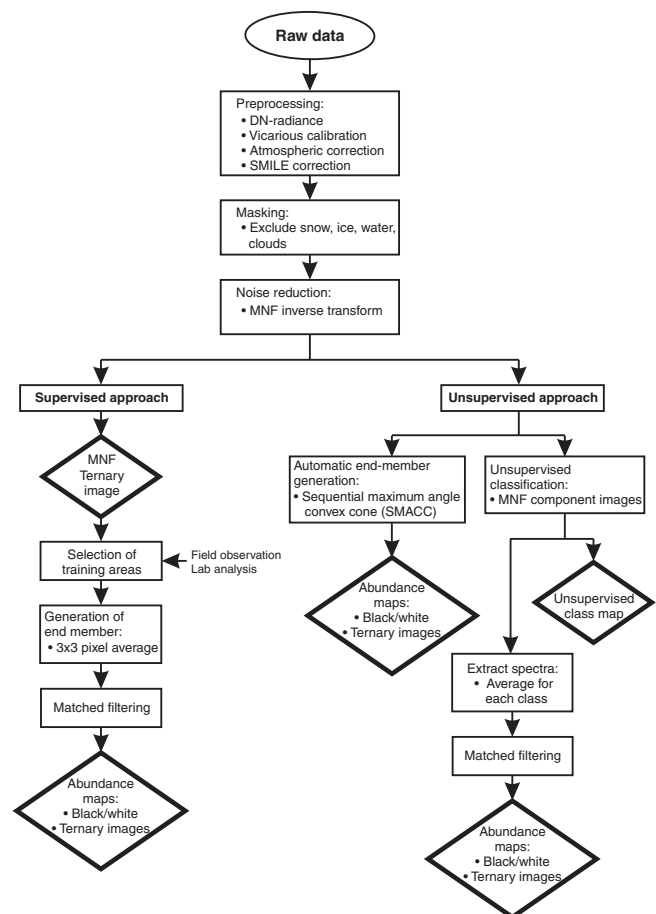 Raw data
Preprocessing:
• DN-radiance
• Vicarious calibration
• Atmospheric correction
• SMILE correction
Masking:
• Exclude snow, ice, water,
clouds
Noise reduction:
• MNF inverse transform
Supervised approach
MNF
Ternary
image
Selection of
training areas
Field observation
Lab analysis
Generation of
end member:
• 3x3 pixel average
Matched filtering
Abundance
maps:
• Black/white
• Ternary images
Unsupervised approach
Automatic end-member
generation:
• Sequential maximum angle
convex cone (SMACC)
Abundance
maps:
• Black/white
• Ternary images
Unsupervised
classification:
• MNF component images
Unsupervised
class map
Extract spectra:
• Average for
each class
Matched filtering
Abundance
maps:
• Black/white
• Ternary images